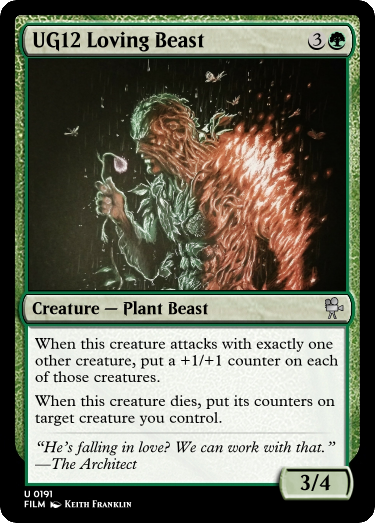 UG12 Loving Beast 3
Creature — Plant Beast
When this creature attacks with exactly one
other creature, put a +1/+1 counter on each
of those creatures.
When this creature dies, put its counters on
target creature you control.
“He’s falling in love? We can work with that.”
—The Architect
3/4
U 0191
FILM Keith Franklin